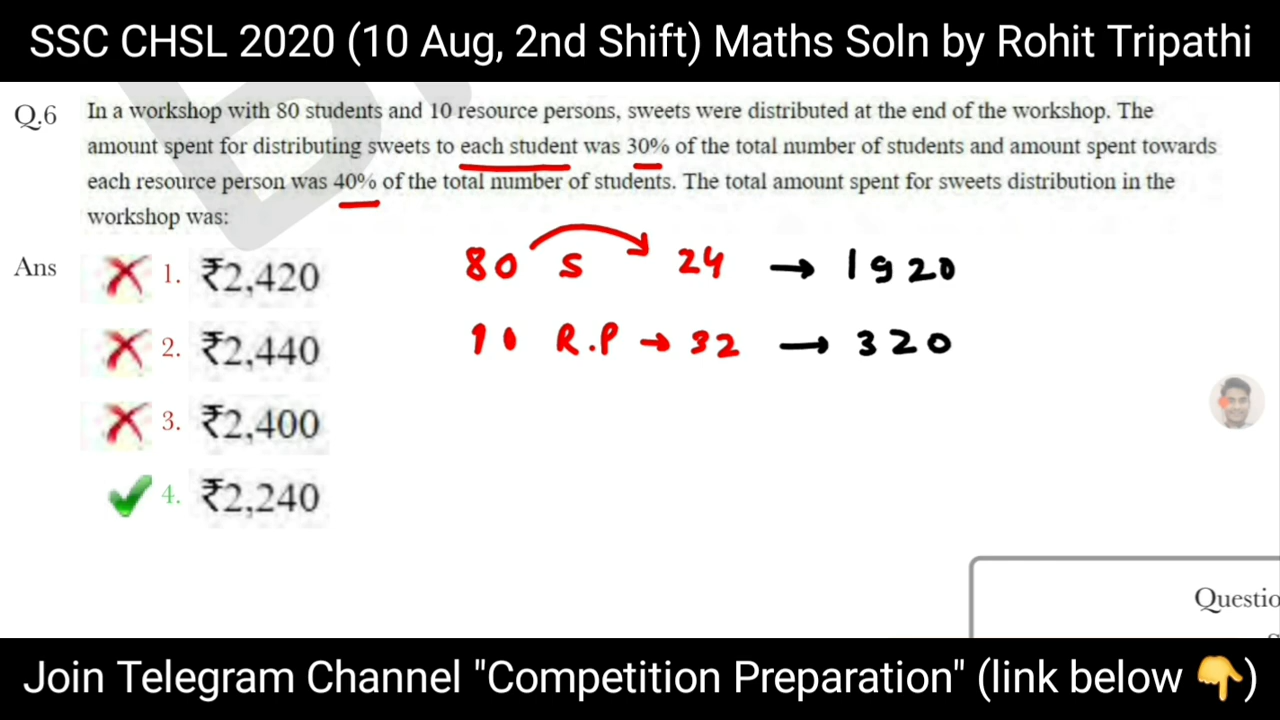 SSC CHSL 2020 (10 Aug, 2nd Shift) Maths Soln by Rohit Tripathi
Q.6 In a workshop with 80 students and 10 resource persons, sweets were distributed at the end of the workshop. The
amount spent for distributing sweets to each student was 30% of the total number of students and amount spent towards
each resource person was 40% of the total number of students. The total amount spent for sweets distribution in the
workshop was:
Ans 1. ₹2,420
2. ₹2,440
3. ₹2,400
4. ₹2,240
80 S 24 → 1920
10 R.P → 32 → 320
Questio
Join Telegram Channel "Competition Preparation" (link below 👇)